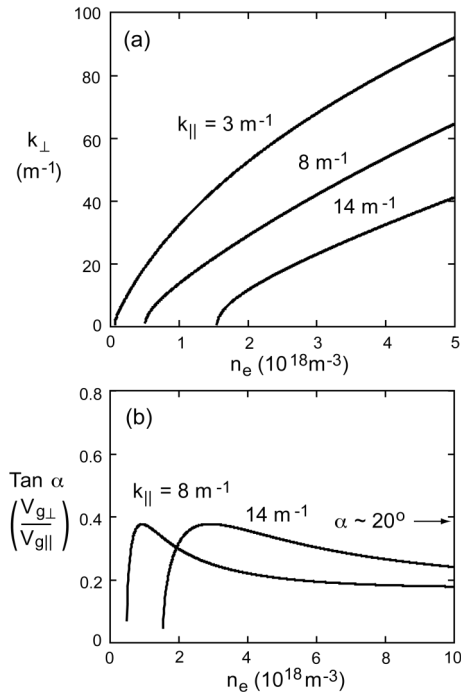 (a)
100
80
60
40
20
0
k⊥
(m-1)
k|| = 3 m-1
8 m-1
14 m-1
0 1 2 3 4 5
ne (1018m-3)
(b)
0.8
0.6
0.4
0.2
0
Tan α
(Vg⊥/Vg||)
k|| = 8 m-1
14 m-1
α ~ 20o
0 2 4 6 8 10
ne (1018m-3)